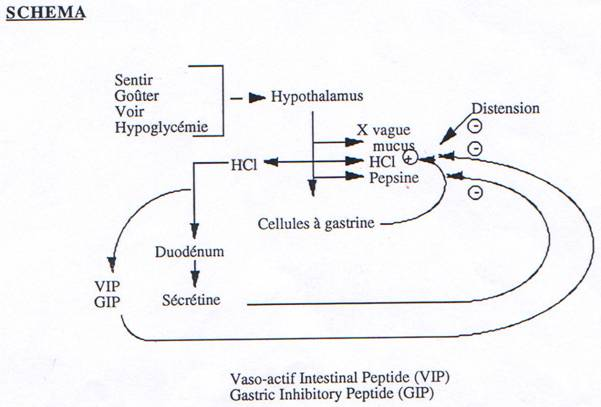 SCHEMA
Sentir
Goûter
Voir
Hypoglycémie
Hypothalamus
Distension
X vague
mucus
HCl
HCl
+
Pepsine
-
-
-
Cellules à gastrine
Duodénum
VIP
GIP
Sécrétine
Vaso-actif Intestinal Peptide (VIP)
Gastric Inhibitory Peptide (GIP)